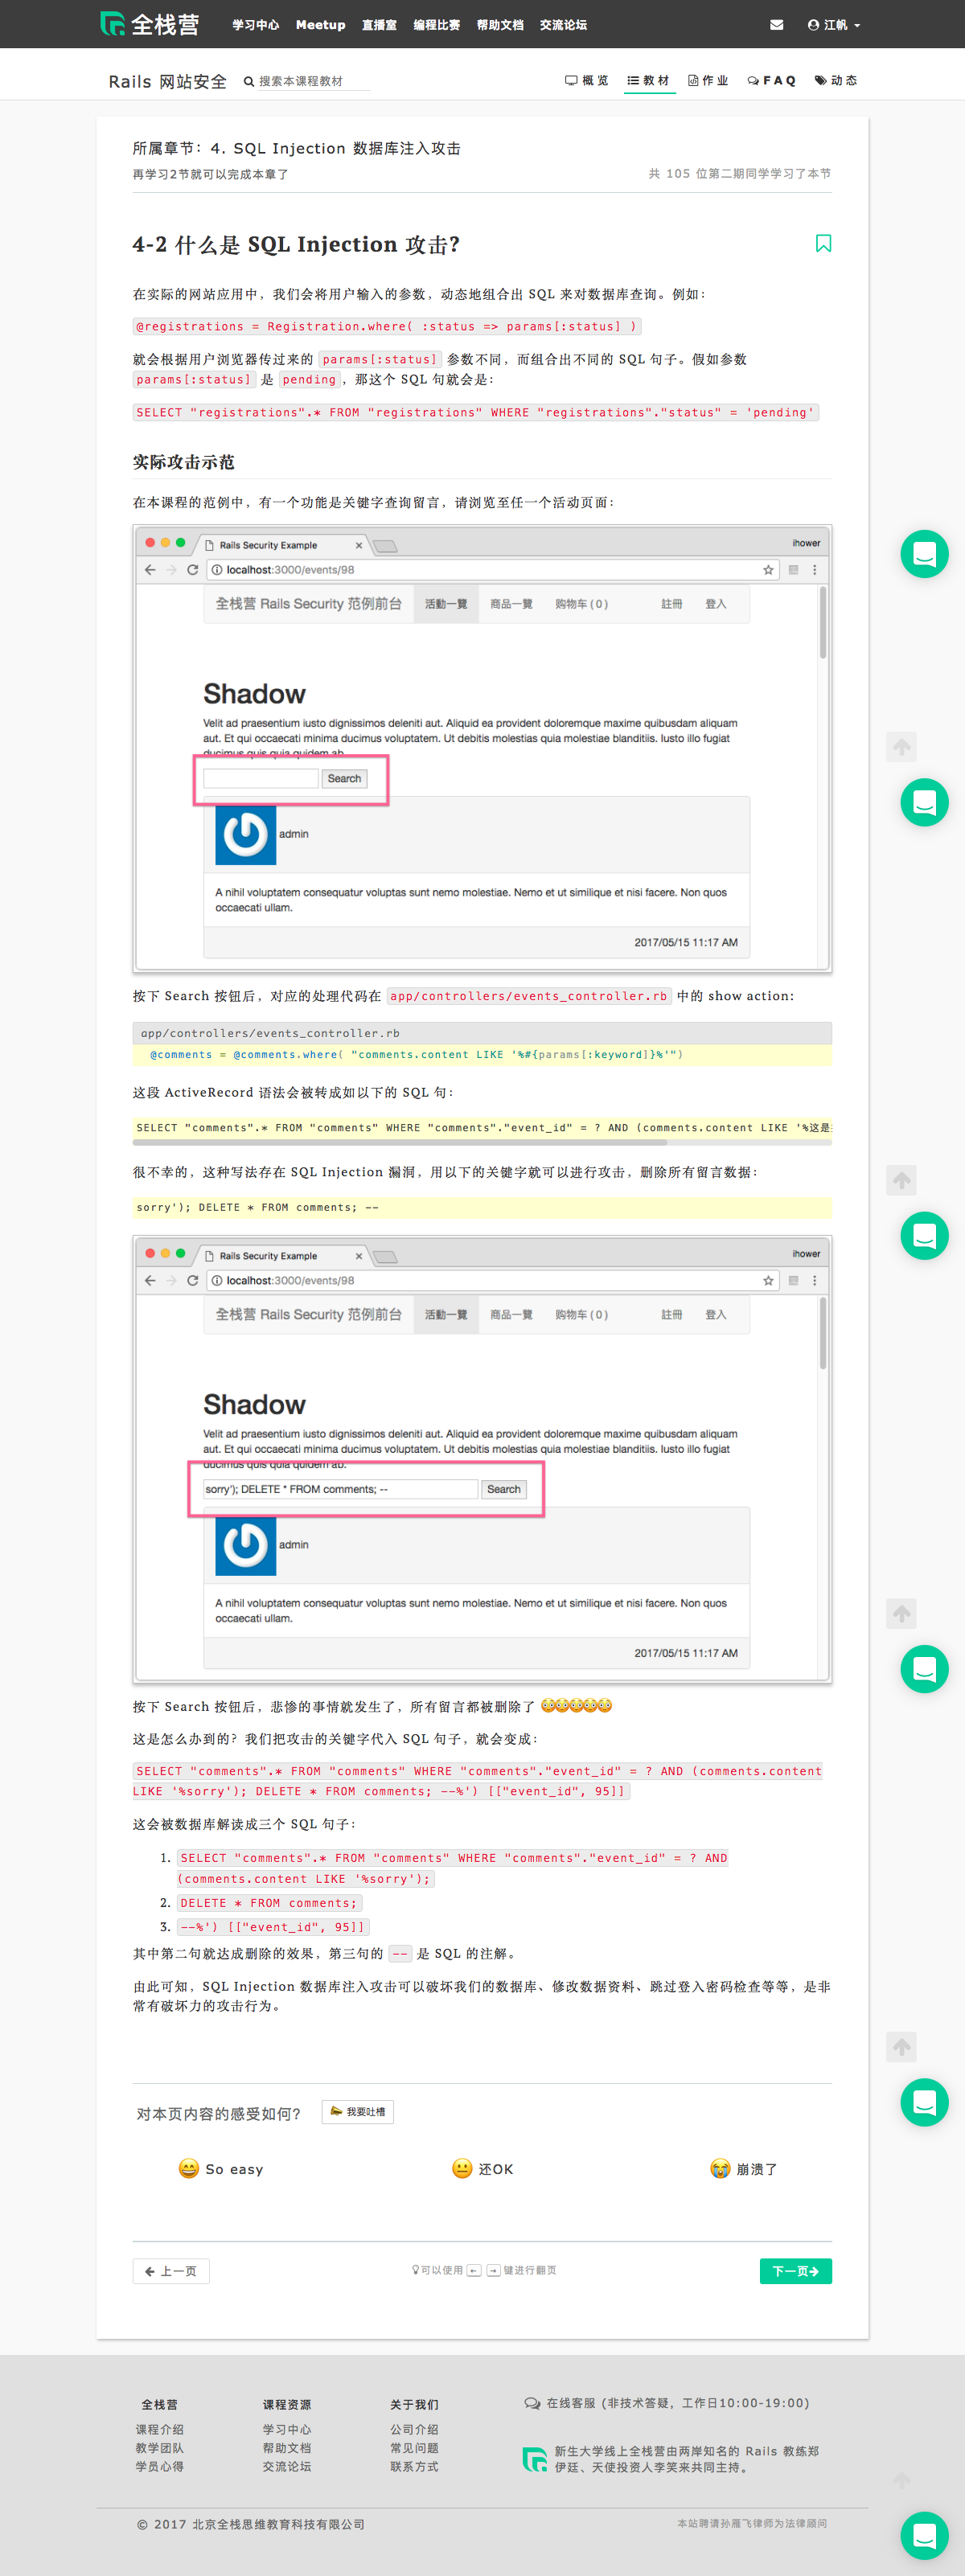 全栈营 学习中心 Meetup 直播室 编程比赛 帮助文档 交流论坛 江帆
Rails 网站安全 搜索本课程教材 概览 教材 作业 FAQ 动态
所属章节：4. SQL Injection 数据库注入攻击
再学习2节就可以完成本章了 共 105 位第二期同学学习了本节
4-2 什么是 SQL Injection 攻击?
在实际的网站应用中，我们会将用户输入的参数，动态地组合出 SQL 来对数据库查询。例如：
@registrations = Registration.where( :status => params[:status] )
就会根据用户浏览器传过来的 params[:status] 参数不同，而组合出不同的 SQL 句子。假如参数
params[:status] 是 pending，那这个 SQL 句就会是：
SELECT "registrations".* FROM "registrations" WHERE "registrations"."status" = 'pending'
实际攻击示范
在本课程的范例中，有一个功能是关键字查询留言，请浏览至任一个活动页面：
Rails Security Example ihower
localhost:3000/events/98
全栈营 Rails Security 范例前台 活動一覽 商品一覽 购物车 ( 0 ) 註冊 登入
Shadow
Velit ad praesentium iusto dignissimos deleniti aut. Aliquid ea provident doloremque maxime quibusdam aliquam
aut. Et qui occaecati minima ducimus voluptatem. Ut debitis molestias quia molestiae blanditiis. Iusto illo fugiat
ducimus quis quia quidem ab.
Search
admin
A nihil voluptatem consequatur voluptas sunt nemo molestiae. Nemo et ut similique et nisi facere. Non quos
occaecati ullam.
2017/05/15 11:17 AM
按下 Search 按钮后，对应的处理代码在 app/controllers/events_controller.rb 中的 show action:
app/controllers/events_controller.rb
@comments = @comments.where( "comments.content LIKE '%#{params[:keyword]}%'")
这段 ActiveRecord 语法会被转成如以下的 SQL 句：
SELECT "comments".* FROM "comments" WHERE "comments"."event_id" = ? AND (comments.content LIKE '%这是
很不幸的，这种写法存在 SQL Injection 漏洞，用以下的关键字就可以进行攻击，删除所有留言数据：
sorry'); DELETE * FROM comments; --
Rails Security Example ihower
localhost:3000/events/98
全栈营 Rails Security 范例前台 活動一覽 商品一覽 购物车 ( 0 ) 註冊 登入
Shadow
Velit ad praesentium iusto dignissimos deleniti aut. Aliquid ea provident doloremque maxime quibusdam aliquam
aut. Et qui occaecati minima ducimus voluptatem. Ut debitis molestias quia molestiae blanditiis. Iusto illo fugiat
ducimus quis quia quidem ab.
sorry'); DELETE * FROM comments; -- Search
admin
A nihil voluptatem consequatur voluptas sunt nemo molestiae. Nemo et ut similique et nisi facere. Non quos
occaecati ullam.
2017/05/15 11:17 AM
按下 Search 按钮后，悲惨的事情就发生了，所有留言都被删除了 😳😳😳😳😳
这是怎么办到的？我们把攻击的关键字代入 SQL 句子，就会变成：
SELECT "comments".* FROM "comments" WHERE "comments"."event_id" = ? AND (comments.content
LIKE '%sorry'); DELETE * FROM comments; --%') [["event_id", 95]]
这会被数据库解读成三个 SQL 句子：
1. SELECT "comments".* FROM "comments" WHERE "comments"."event_id" = ? AND
(comments.content LIKE '%sorry');
2. DELETE * FROM comments;
3. --%') [["event_id", 95]]
其中第二句就达成删除的效果，第三句的 -- 是 SQL 的注解。
由此可知，SQL Injection 数据库注入攻击可以破坏我们的数据库、修改数据资料、跳过登入密码检查等等，是非
常有破坏力的攻击行为。
对本页内容的感受如何？ 我要吐槽
😄 So easy 😐 还OK 😭 崩溃了
← 上一页 可以使用 ← → 键进行翻页 下一页→
全栈营 课程资源 关于我们 在线客服 (非技术答疑，工作日10:00-19:00)
课程介绍 学习中心 公司介绍
教学团队 帮助文档 常见问题
学员心得 交流论坛 联系方式
新生大学线上全栈营由两岸知名的 Rails 教练郑
伊廷、天使投资人李笑来共同主持。
© 2017 北京全栈思维教育科技有限公司 本站聘请孙雁飞律师为法律顾问